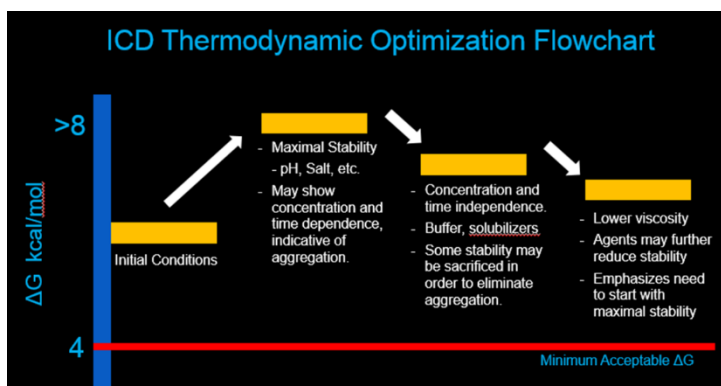 ICD Thermodynamic Optimization Flowchart
>8
ΔG kcal/mol
4
Initial Conditions
- Maximal Stability
- pH, Salt, etc.
- May show
concentration and
time dependence,
indicative of
aggregation.
- Concentration and
time independence.
- Buffer, solubilizers
- Some stability may
be sacrificed in
order to eliminate
aggregation.
- Lower viscosity
- Agents may further
reduce stability
- Emphasizes need
to start with
maximal stability
Minimum Acceptable ΔG